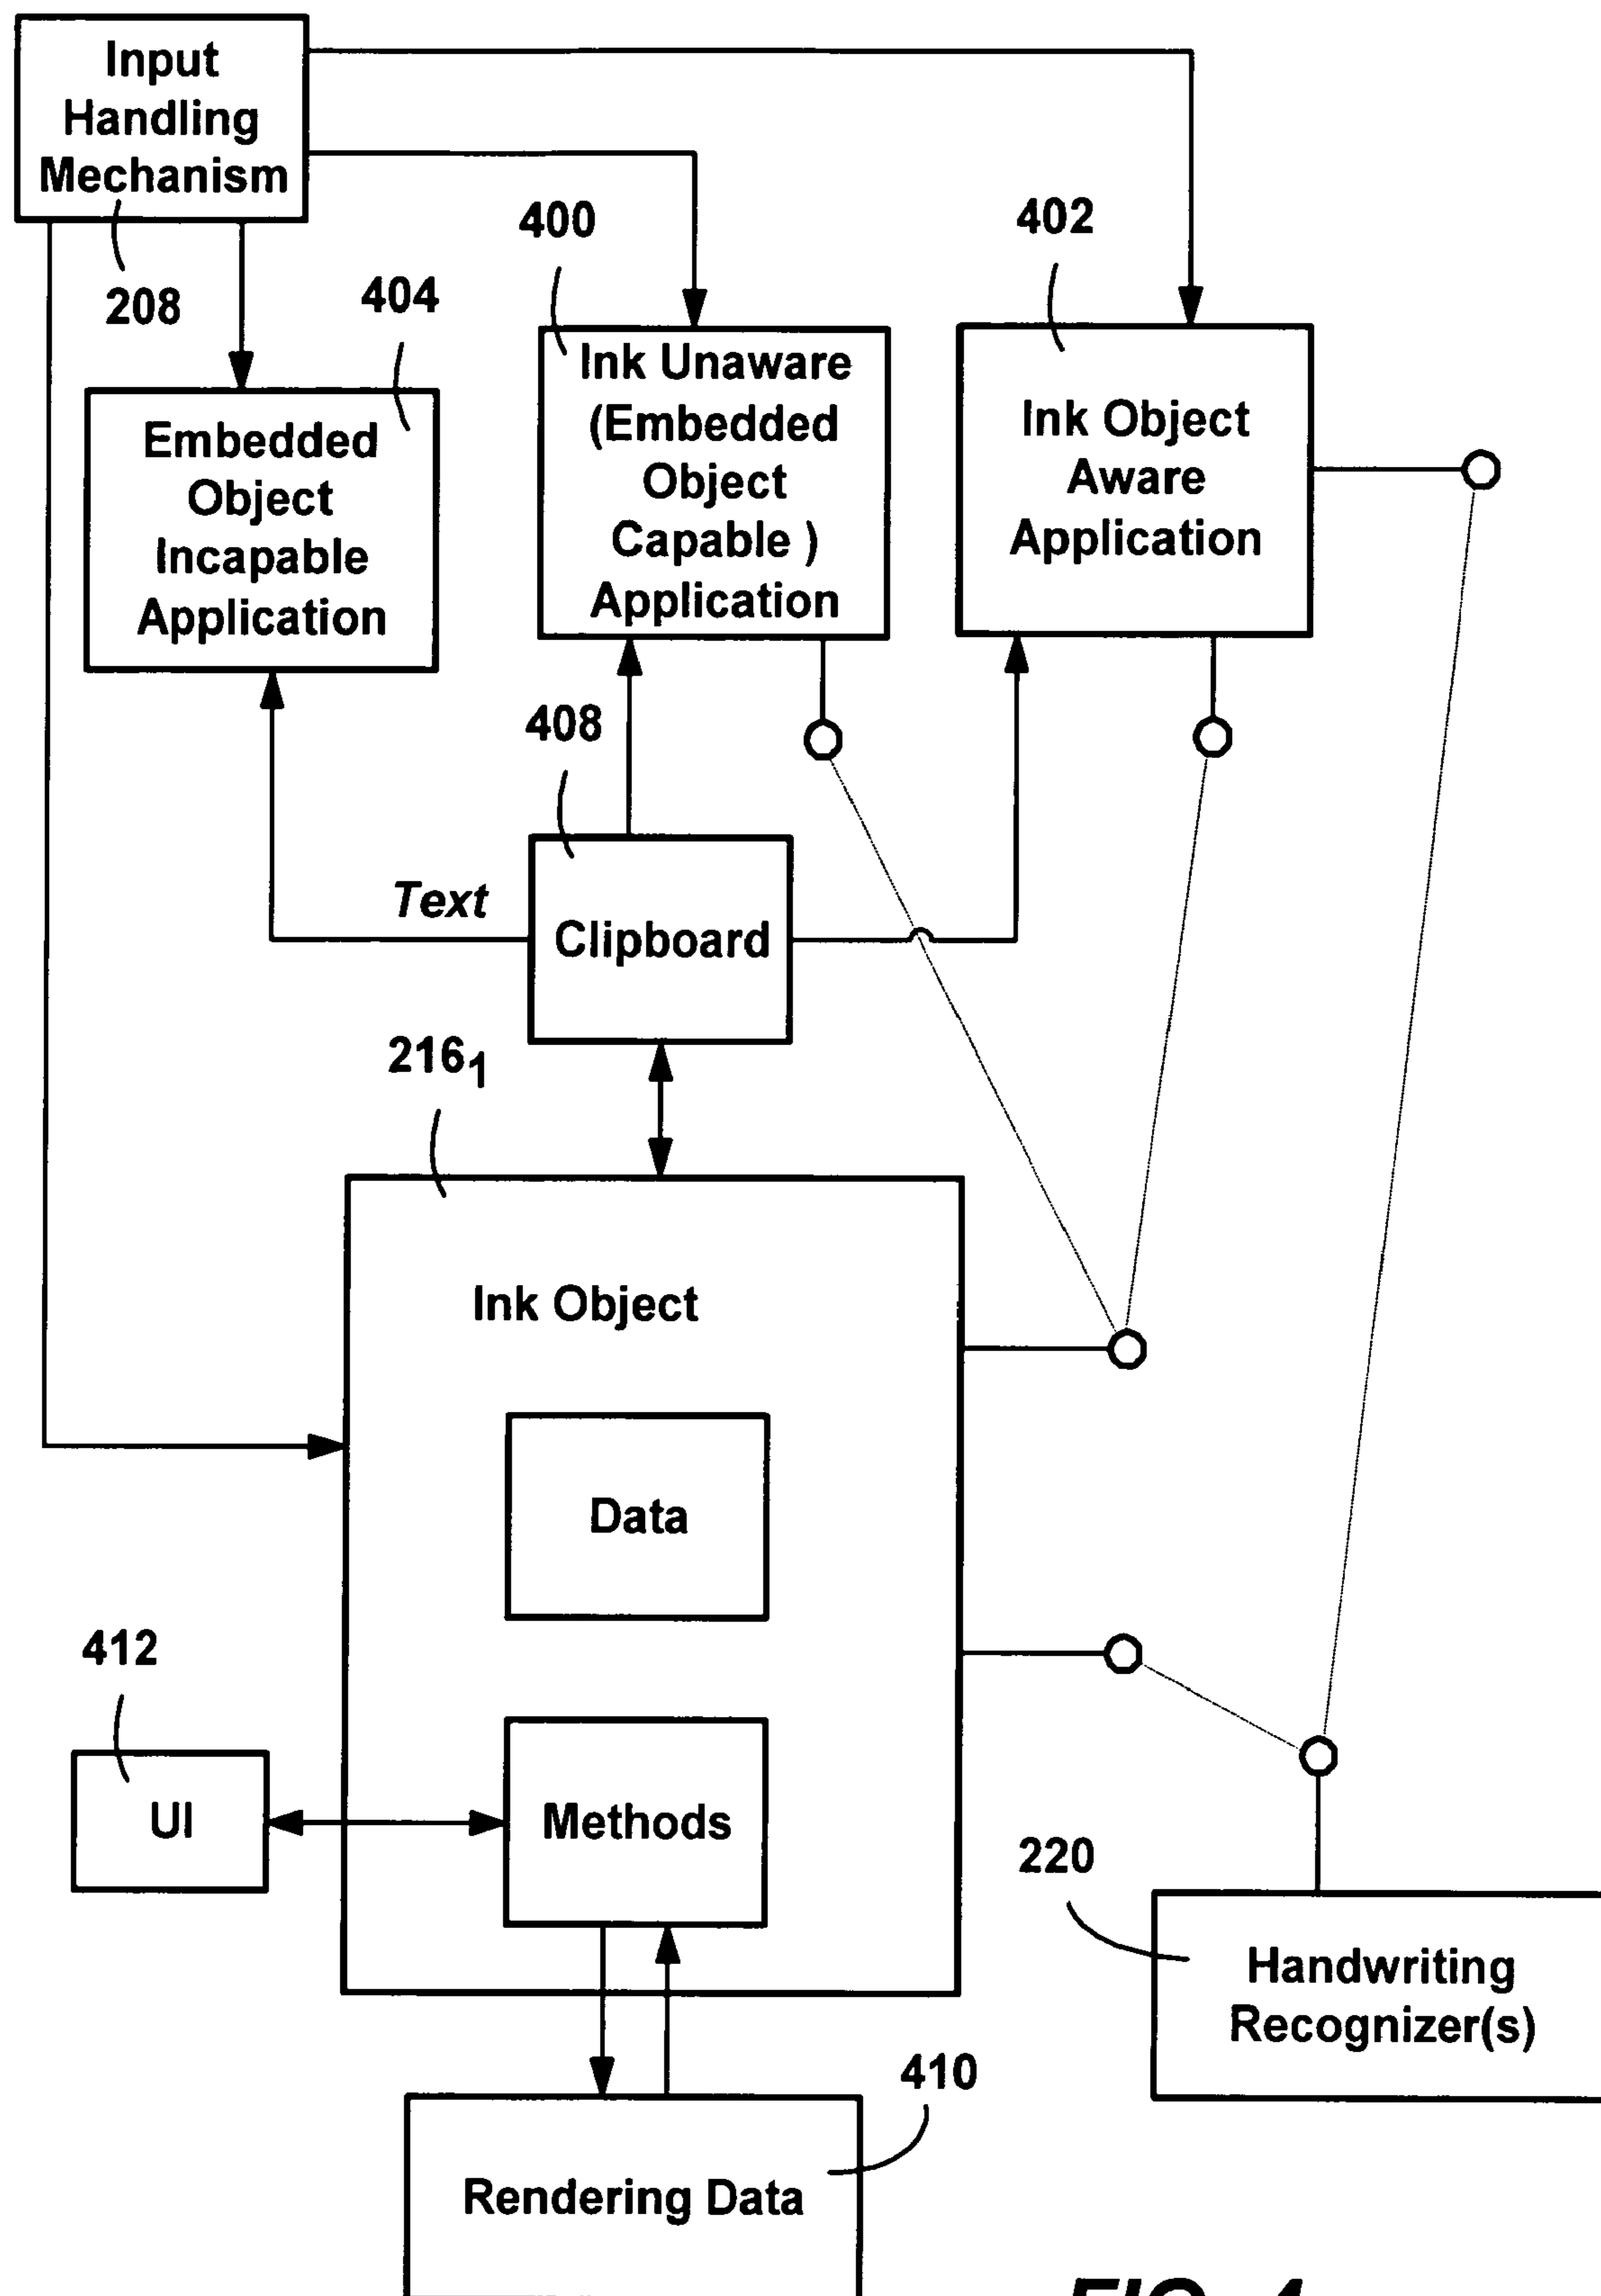 Input
Handling
Mechanism
208
400
402
404
Embedded
Object
Incapable
Application
Ink Unaware
(Embedded
Object
Capable )
Application
Ink Object
Aware
Application
408
Text
Clipboard
216₁
Ink Object
Data
412
UI
Methods
220
Handwriting
Recognizer(s)
410
Rendering Data